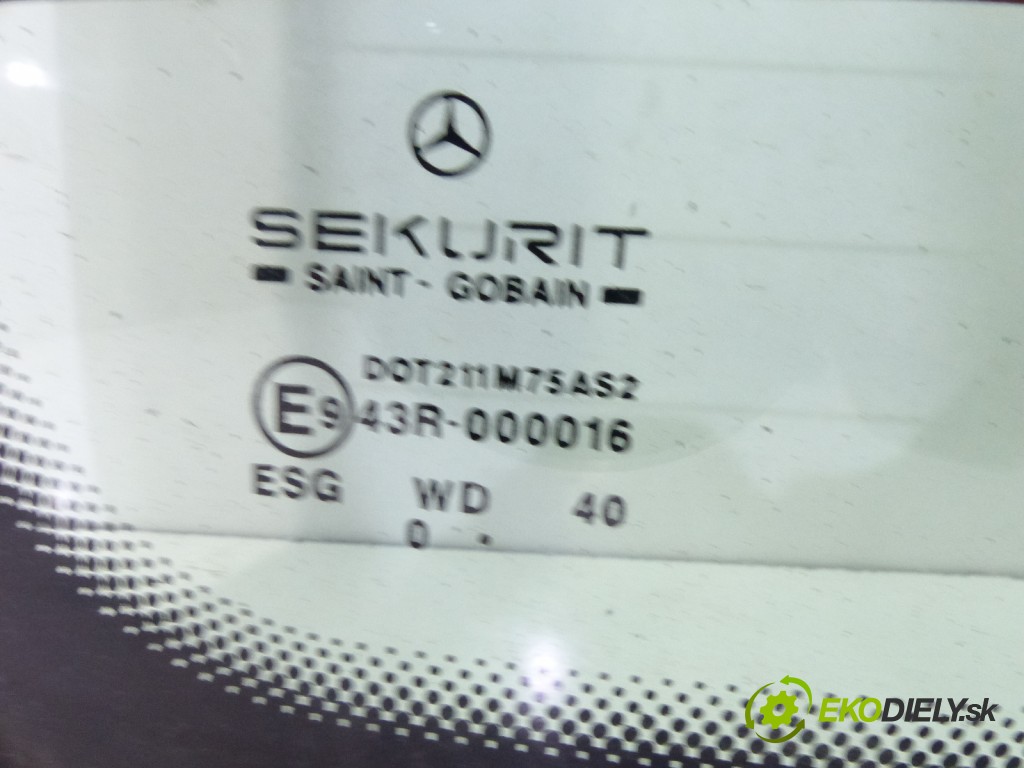 SEKURIT
SAINT - GOBAIN
DOT211M75AS2
E9 43R-000016
ESG WD 40
0 .
EKODIELY.sk